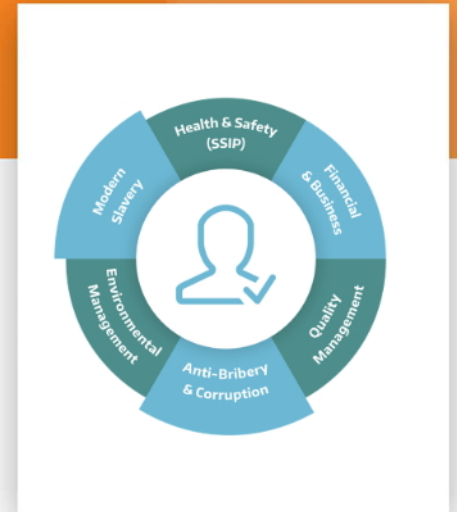 Health & Safety
(SSIP)
Financial
& Business
Quality
Management
Anti-Bribery
& Corruption
Environmental
Management
Modern
Slavery